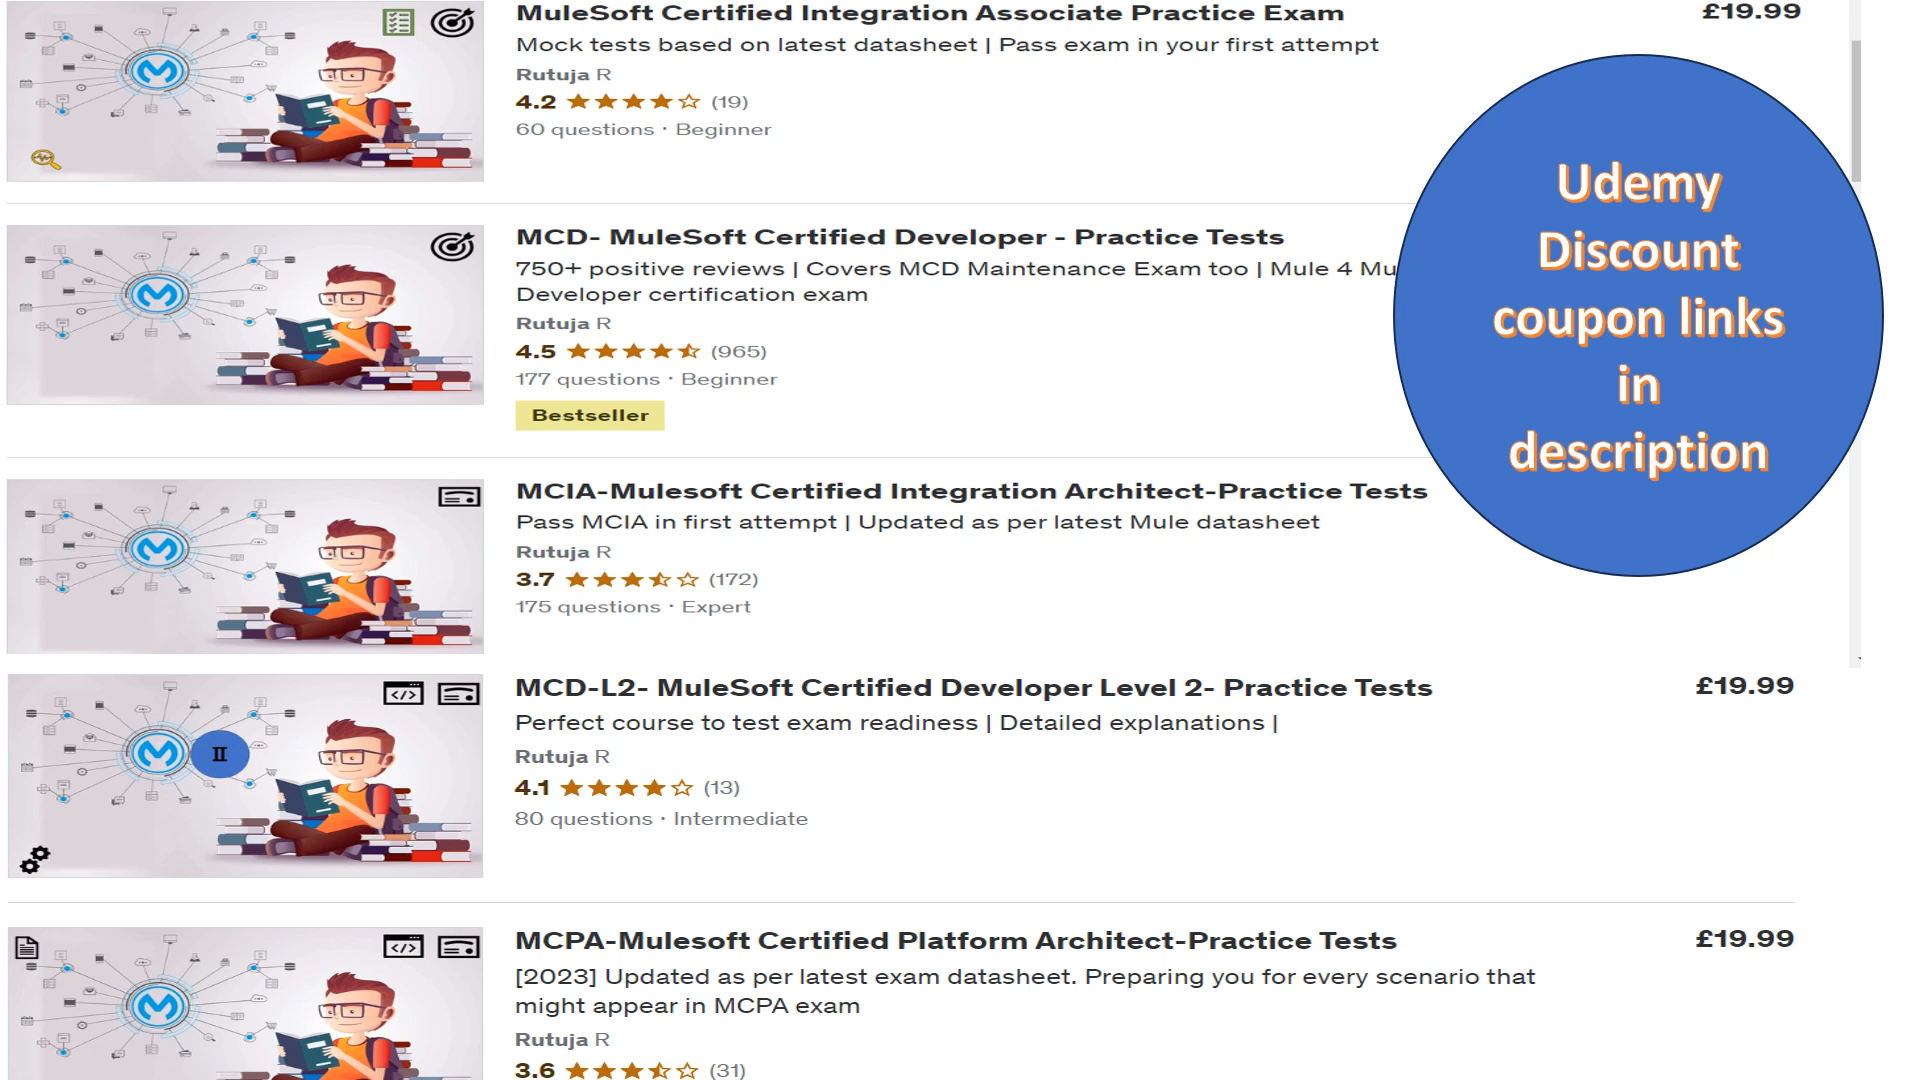 MuleSoft Certified Integration Associate Practice Exam
£19.99
Mock tests based on latest datasheet | Pass exam in your first attempt
Rutuja R
4.2 (19)
60 questions · Beginner
MCD- MuleSoft Certified Developer - Practice Tests
750+ positive reviews | Covers MCD Maintenance Exam too | Mule 4 Mu
Developer certification exam
Rutuja R
4.5 (965)
177 questions · Beginner
Bestseller
Udemy
Discount
coupon links
in
description
MCIA-Mulesoft Certified Integration Architect-Practice Tests
Pass MCIA in first attempt | Updated as per latest Mule datasheet
Rutuja R
3.7 (172)
175 questions · Expert
II
MCD-L2- MuleSoft Certified Developer Level 2- Practice Tests
£19.99
Perfect course to test exam readiness | Detailed explanations |
Rutuja R
4.1 (13)
80 questions · Intermediate
MCPA-Mulesoft Certified Platform Architect-Practice Tests
£19.99
[2023] Updated as per latest exam datasheet. Preparing you for every scenario that
might appear in MCPA exam
Rutuja R
3.6 (31)